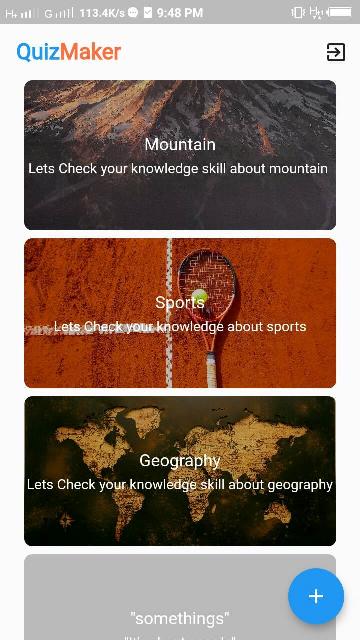 H+ G 113.4K/s 9:48 PM H+
QuizMaker
Mountain
Lets Check your knowledge skill about mountain
Sports
Lets Check your knowledge about sports
Geography
Lets Check your knowledge skill about geography
"somethings"